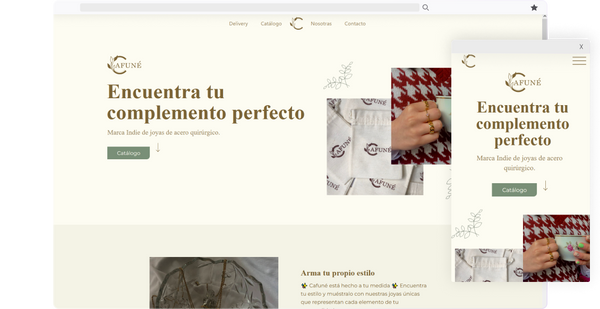 Delivery Catálogo Nosotras Contacto
CAFUNÉ
Encuentra tu
complemento perfecto
Marca Indie de joyas de acero quirúrgico.
Catálogo
CAFUNÉ
Arma tu propio estilo
🌿 Cafuné está hecho a tu medida 🌿 Encuentra
tu estilo y muéstralo con nuestras joyas únicas
que representan cada elemento de tu
X
CAFUNÉ
Encuentra tu
complemento
perfecto
Marca Indie de joyas de acero
quirúrgico.
Catálogo